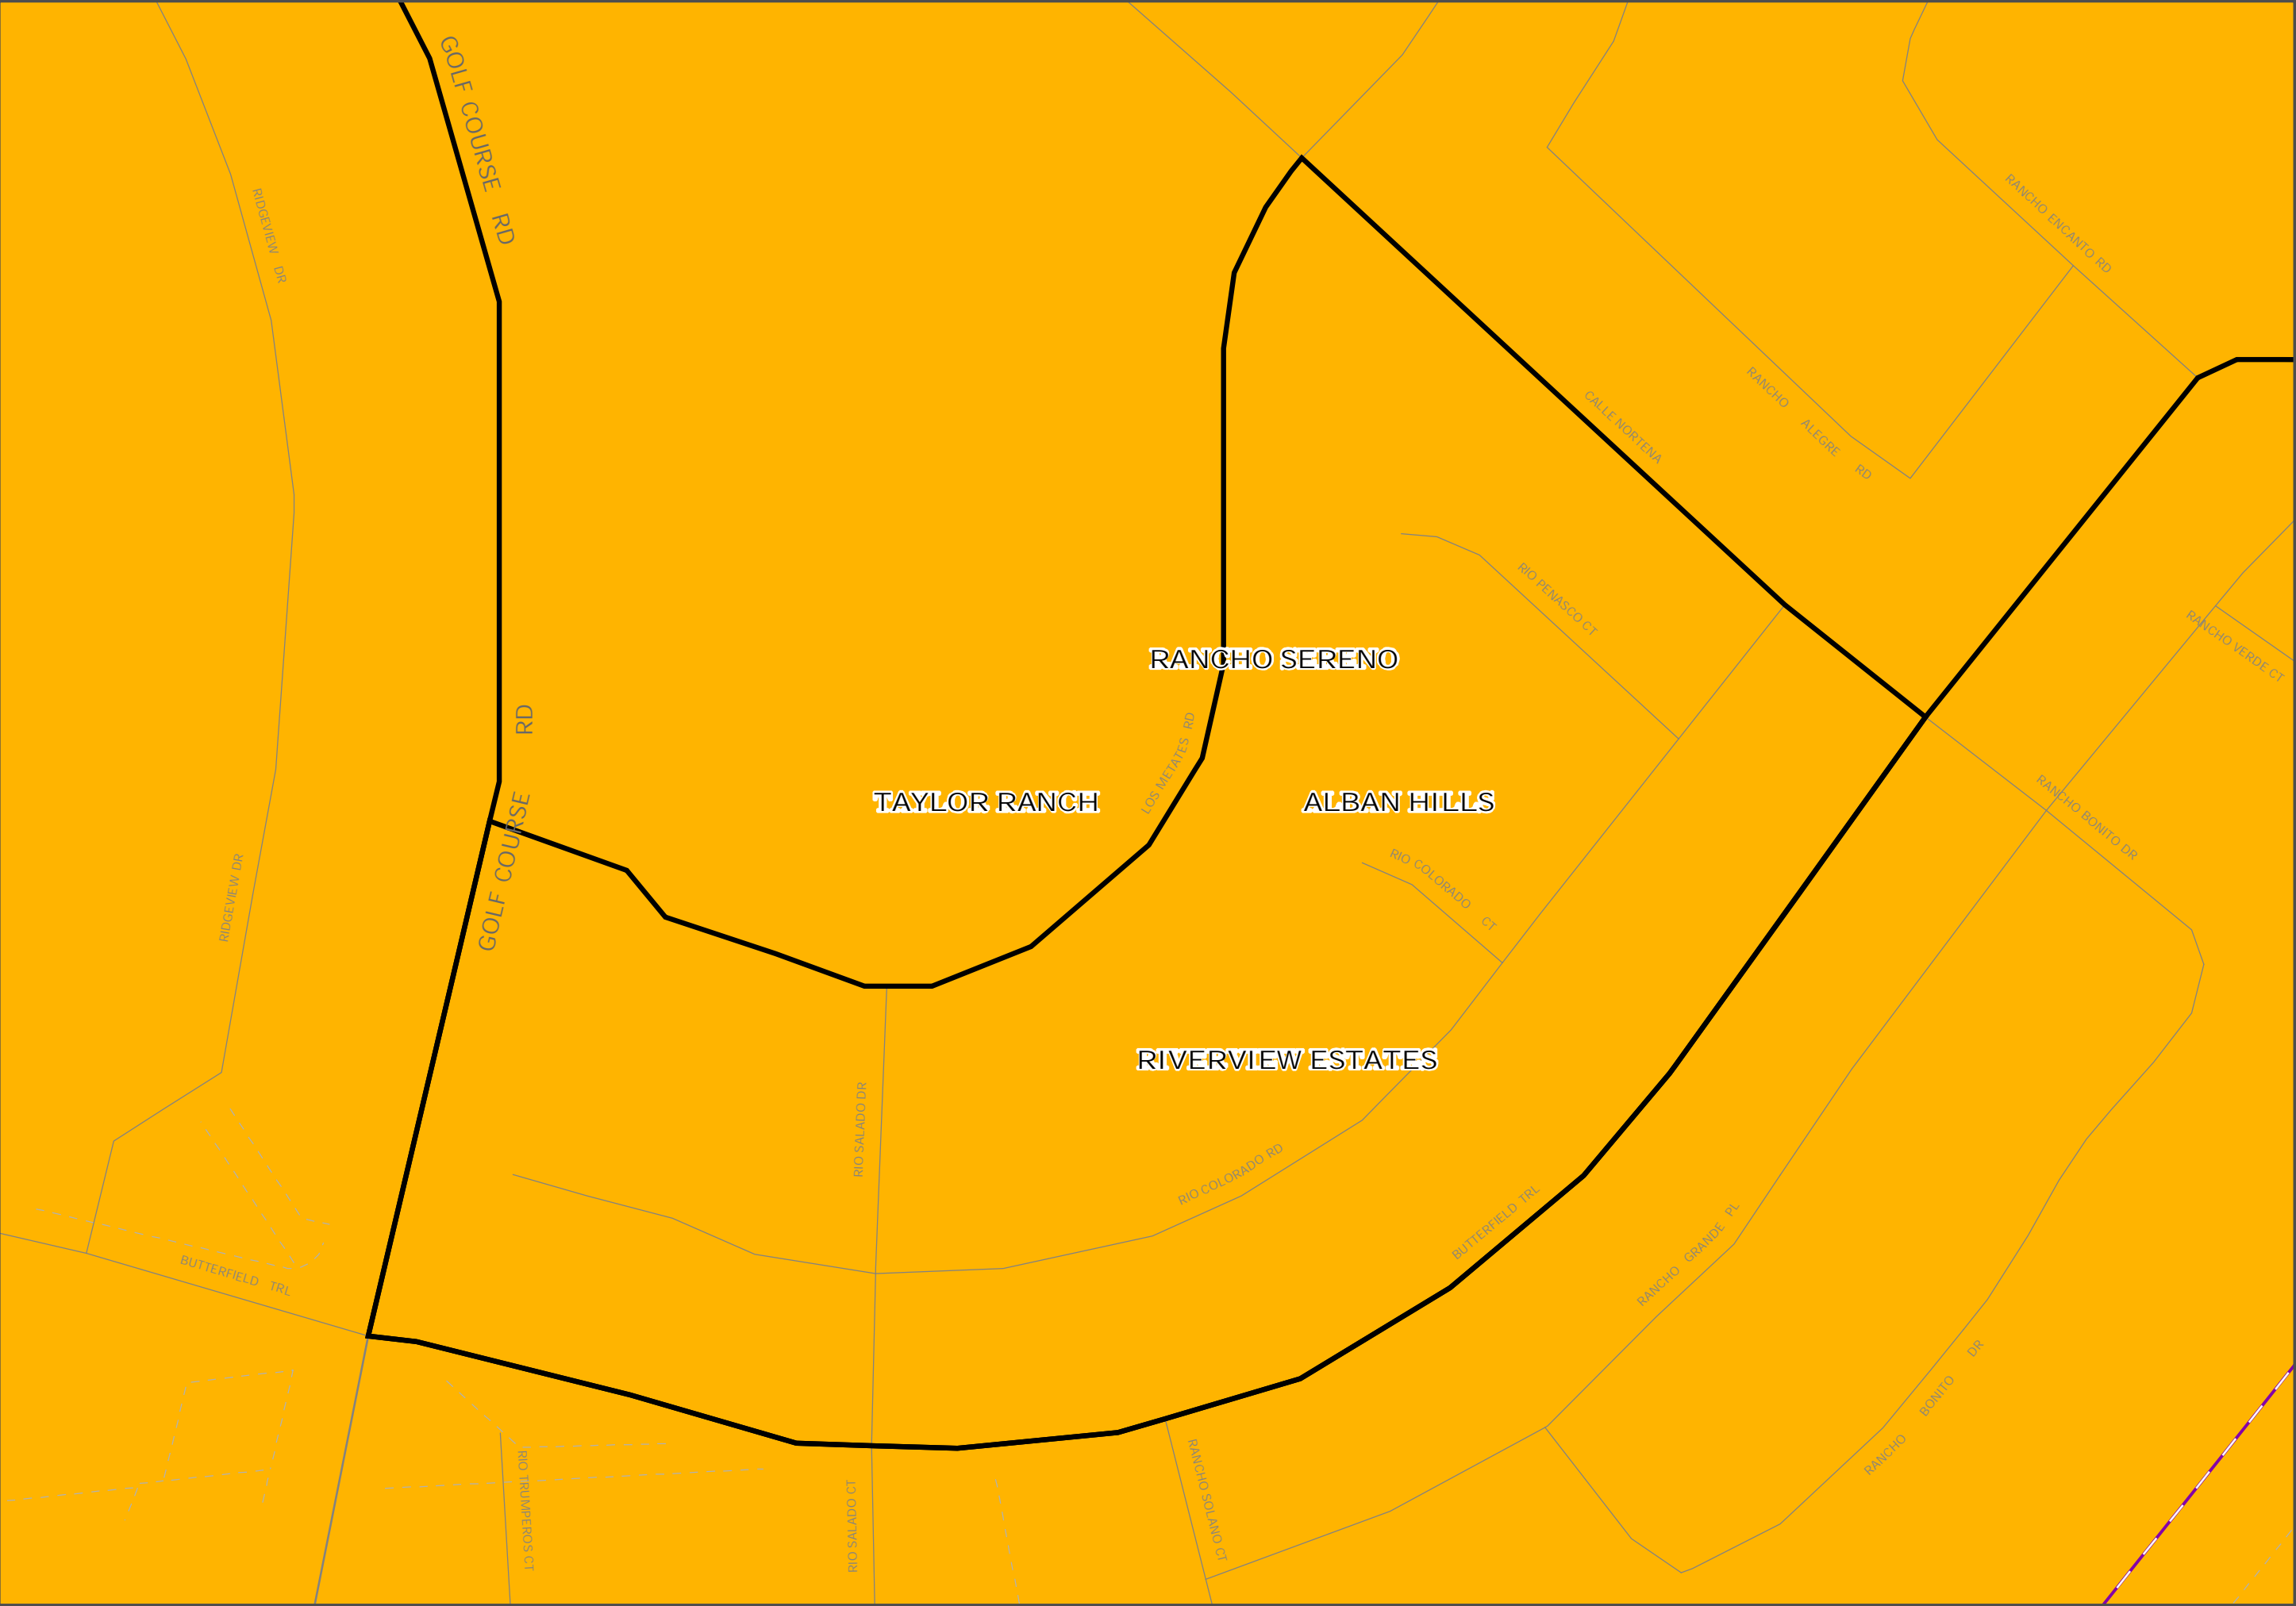 GOLF COURSE RD
RIDGEVIEW DR
RANCHO ENCANTO RD
CALLE NORTENA
RANCHO ALEGRE RD
RIO PENASCO CT
RANCHO VERDE CT
RANCHO SERENO
GOLF COURSE RD
LOS METATES RD
TAYLOR RANCH
ALBAN HILLS
RANCHO BONITO DR
RIDGEVIEW DR
RIO COLORADO CT
RIVERVIEW ESTATES
RIO SALADO DR
RIO COLORADO RD
BUTTERFIELD TRL
BUTTERFIELD TRL
RANCHO GRANDE PL
RANCHO BONITO DR
RIO TRUMPEROS CT
RIO SALADO CT
RANCHO SOLANO CT